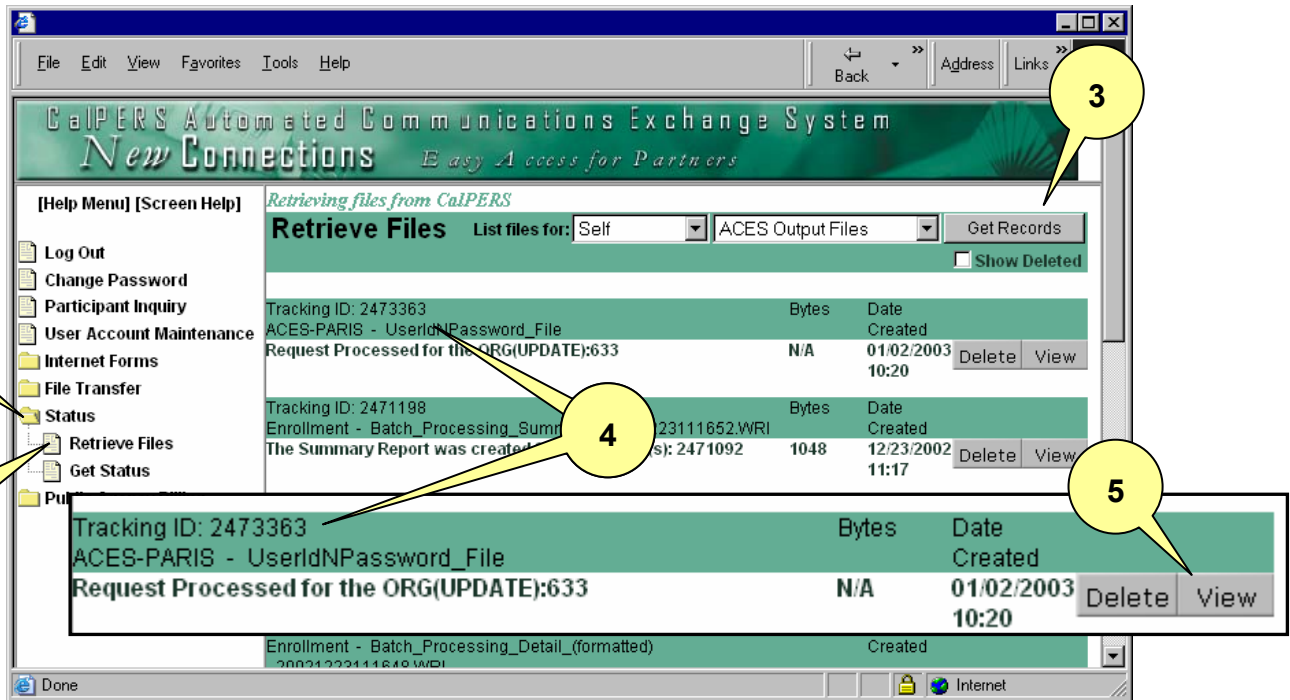 File Edit View Favorites Tools Help
Back
»
Address
Links
»
3
CalPERS Automated Communications Exchange System
New Connections Easy Access for Partners
[Help Menu] [Screen Help]
Log Out
Change Password
Participant Inquiry
User Account Maintenance
Internet Forms
File Transfer
Status
Retrieve Files
Get Status
Retrieving files from CalPERS
Retrieve Files List files for: Self ACES Output Files Get Records
Show Deleted
Tracking ID: 2473363 Bytes Date
ACES-PARIS - UserIdNPassword_File Created
Request Processed for the ORG(UPDATE):633 N/A 01/02/2003 Delete View
10:20
Tracking ID: 2471198 Bytes Date
Enrollment - Batch_Processing_Summ 23111652.WRI Created
The Summary Report was created (s): 2471092 1048 12/23/2002 Delete View
11:17
4
5
Tracking ID: 2473363 Bytes Date
ACES-PARIS - UserIdNPassword_File Created
Request Processed for the ORG(UPDATE):633 N/A 01/02/2003 Delete View
10:20
Enrollment - Batch_Processing_Detail_(formatted) Created
Done Internet